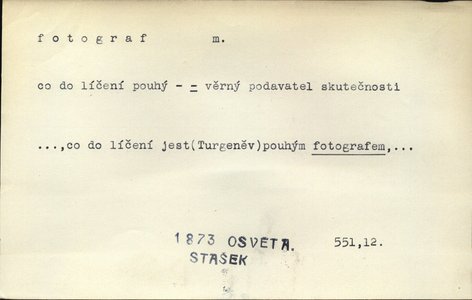 fotograf m.
co do líčení pouhý - = věrný podavatel skutečnosti
...,co do líčení jest(Turgeněv)pouhým fotografem,...
1873 OSVĚTA. 551,12.
STAŠEK